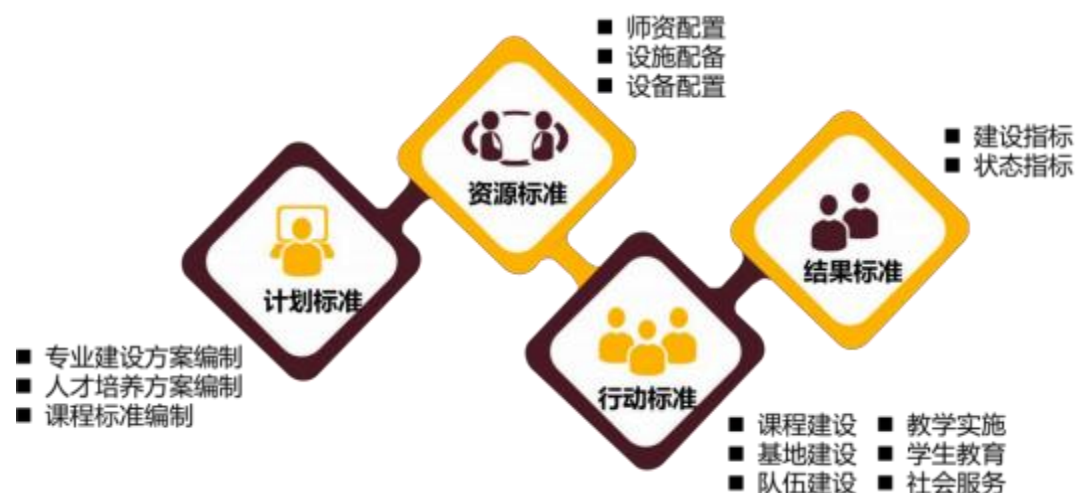 ■ 师资配置
■ 设施配备
■ 设备配置
资源标准
■ 建设指标
■ 状态指标
结果标准
计划标准
■ 专业建设方案编制
■ 人才培养方案编制
■ 课程标准编制
行动标准
■ 课程建设 ■ 教学实施
■ 基地建设 ■ 学生教育
■ 队伍建设 ■ 社会服务